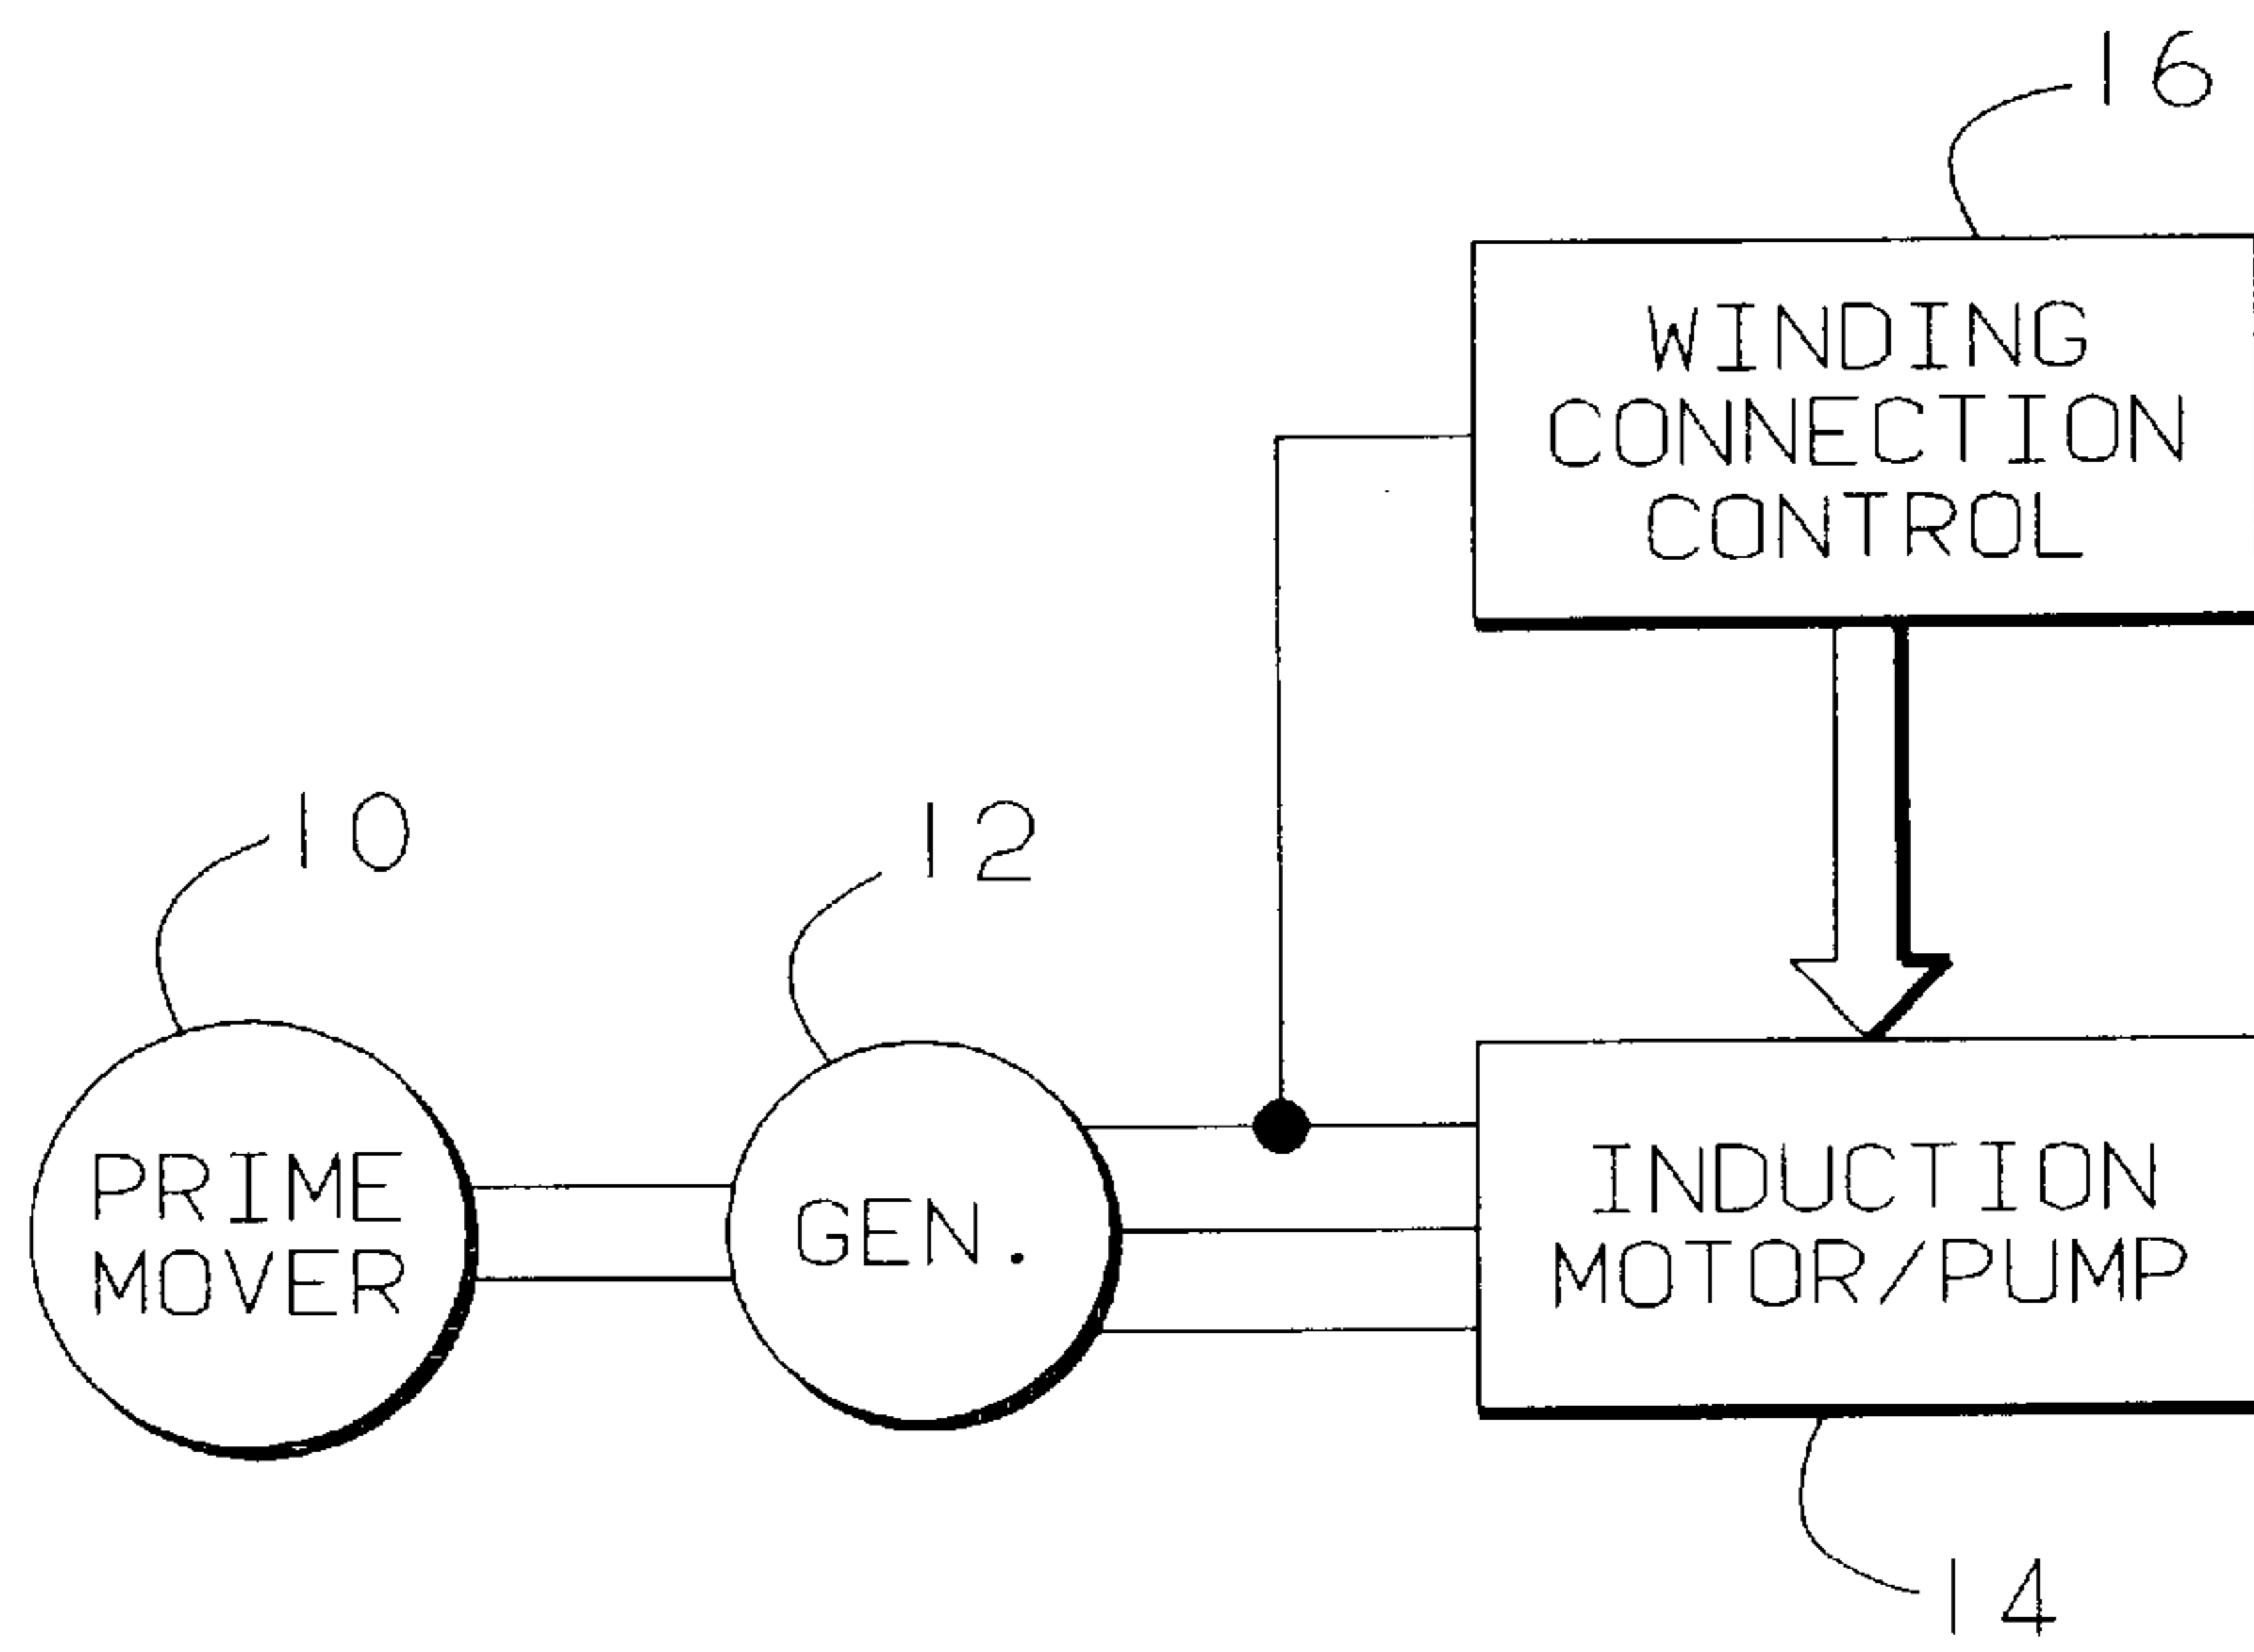 16
WINDING
CONNECTION
CONTROL
10
12
PRIME
MOVER
GEN.
INDUCTION
MOTOR/PUMP
14